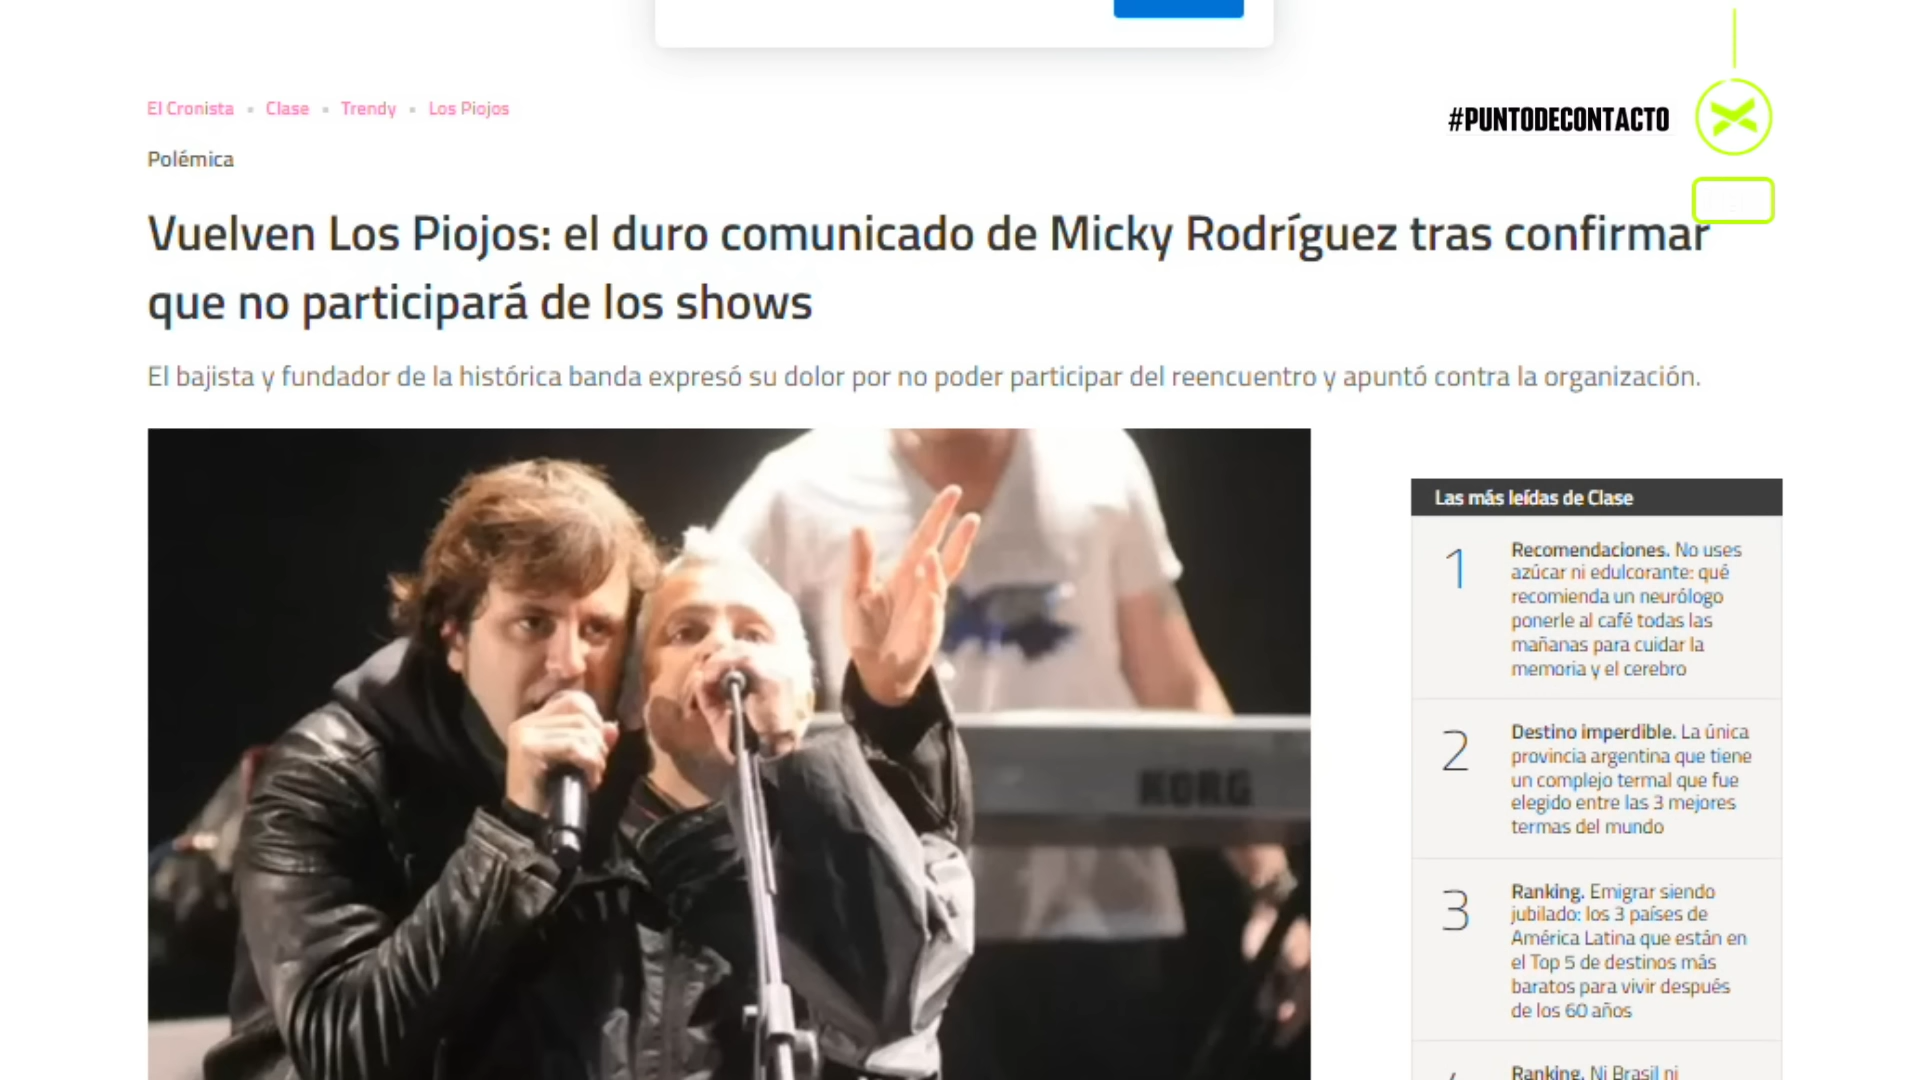 El Cronista • Clase • Trendy • Los Piojos
#PUNTODECONTACTO
Polémica
Vuelven Los Piojos: el duro comunicado de Micky Rodríguez tras confirmar
que no participará de los shows
El bajista y fundador de la histórica banda expresó su dolor por no poder participar del reencuentro y apuntó contra la organización.
KORG
Las más leídas de Clase
1
Recomendaciones. No uses
azúcar ni edulcorante: qué
recomienda un neurólogo
ponerle al café todas las
mañanas para cuidar la
memoria y el cerebro
2
Destino imperdible. La única
provincia argentina que tiene
un complejo termal que fue
elegido entre las 3 mejores
termas del mundo
3
Ranking. Emigrar siendo
jubilado: los 3 países de
América Latina que están en
el Top 5 de destinos más
baratos para vivir después
de los 60 años
Ranking. Ni Brasil ni